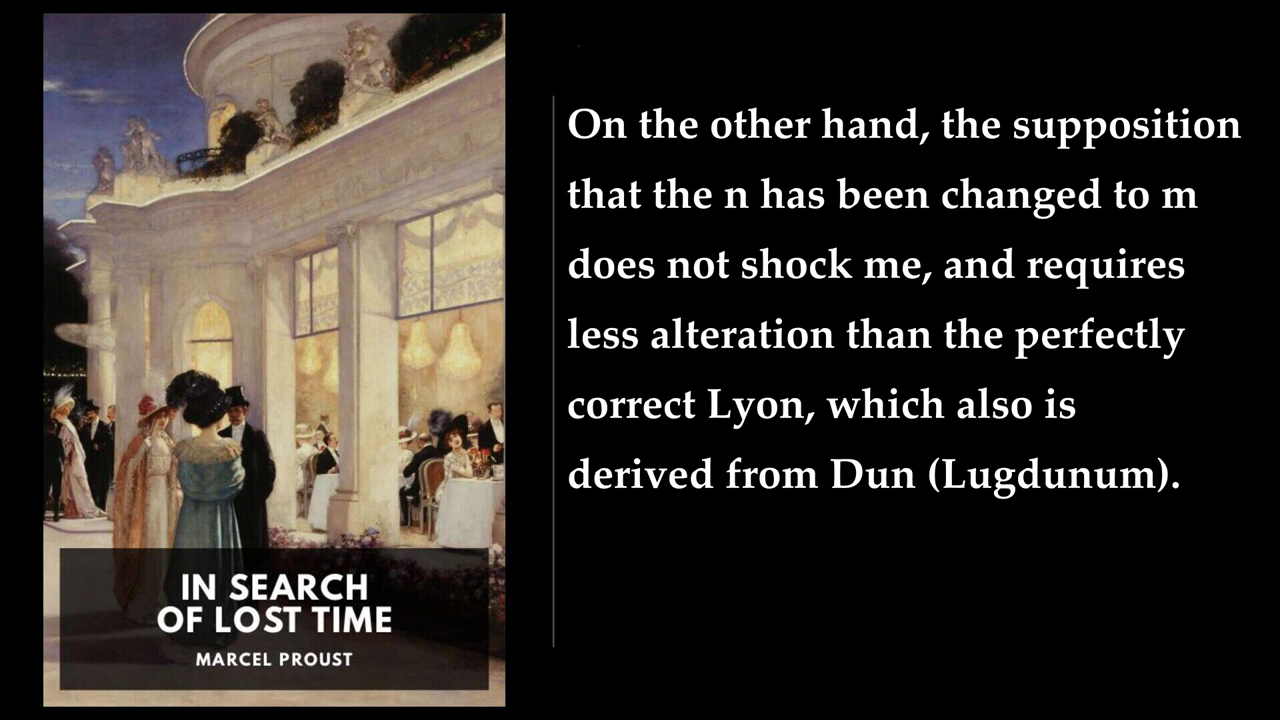 IN SEARCH
OF LOST TIME
MARCEL PROUST
On the other hand, the supposition
that the n has been changed to m
does not shock me, and requires
less alteration than the perfectly
correct Lyon, which also is
derived from Dun (Lugdunum).